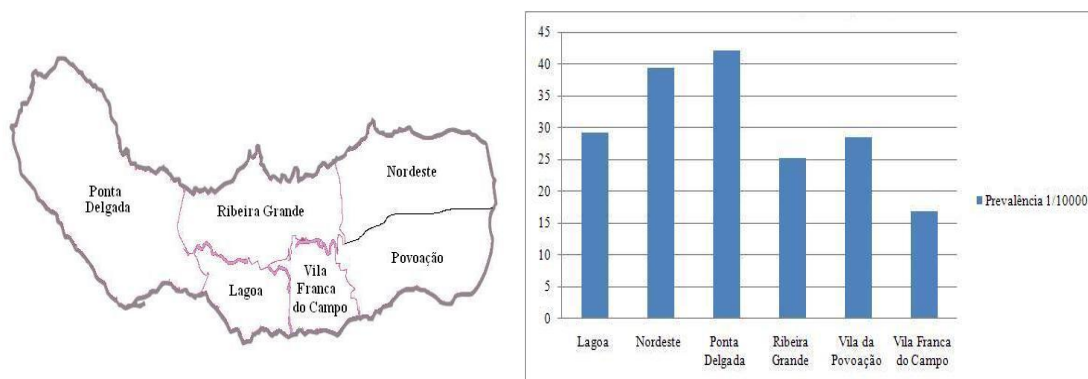 Ponta
Delgada
Ribeira Grande
Nordeste
Povoação
Lagoa
Vila
Franca
do Campo
45
40
35
30
25
20
15
10
5
0
Lagoa
Nordeste
Ponta
Delgada
Ribeira
Grande
Vila da
Povoação
Vila Franca
do Campo
Prevalência 1/10000